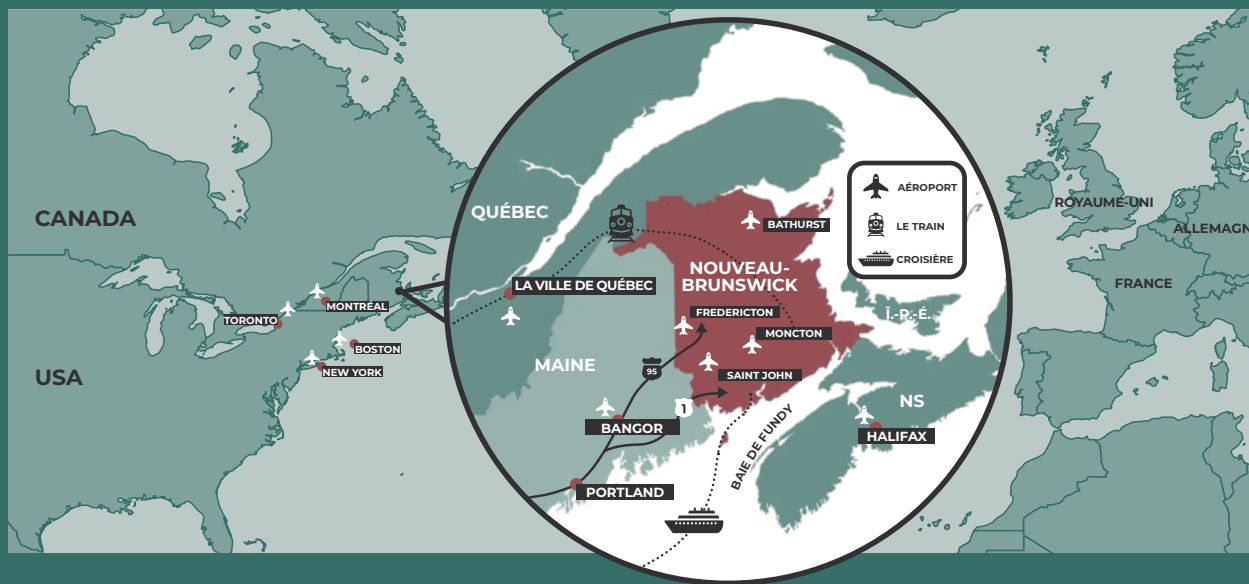 CANADA
USA
TORONTO
MONTRÉAL
BOSTON
NEW YORK
QUÉBEC
LA VILLE DE QUÉBEC
MAINE
95
1
BANGOR
PORTLAND
BATHURST
NOUVEAU-
BRUNSWICK
FREDERICTON
MONCTON
SAINT JOHN
BAIE DE FUNDY
Î.-P.-É.
NS
HALIFAX
AÉROPORT
LE TRAIN
CROISIÈRE
ROYAUME-UNI
ALLEMAGN
FRANCE